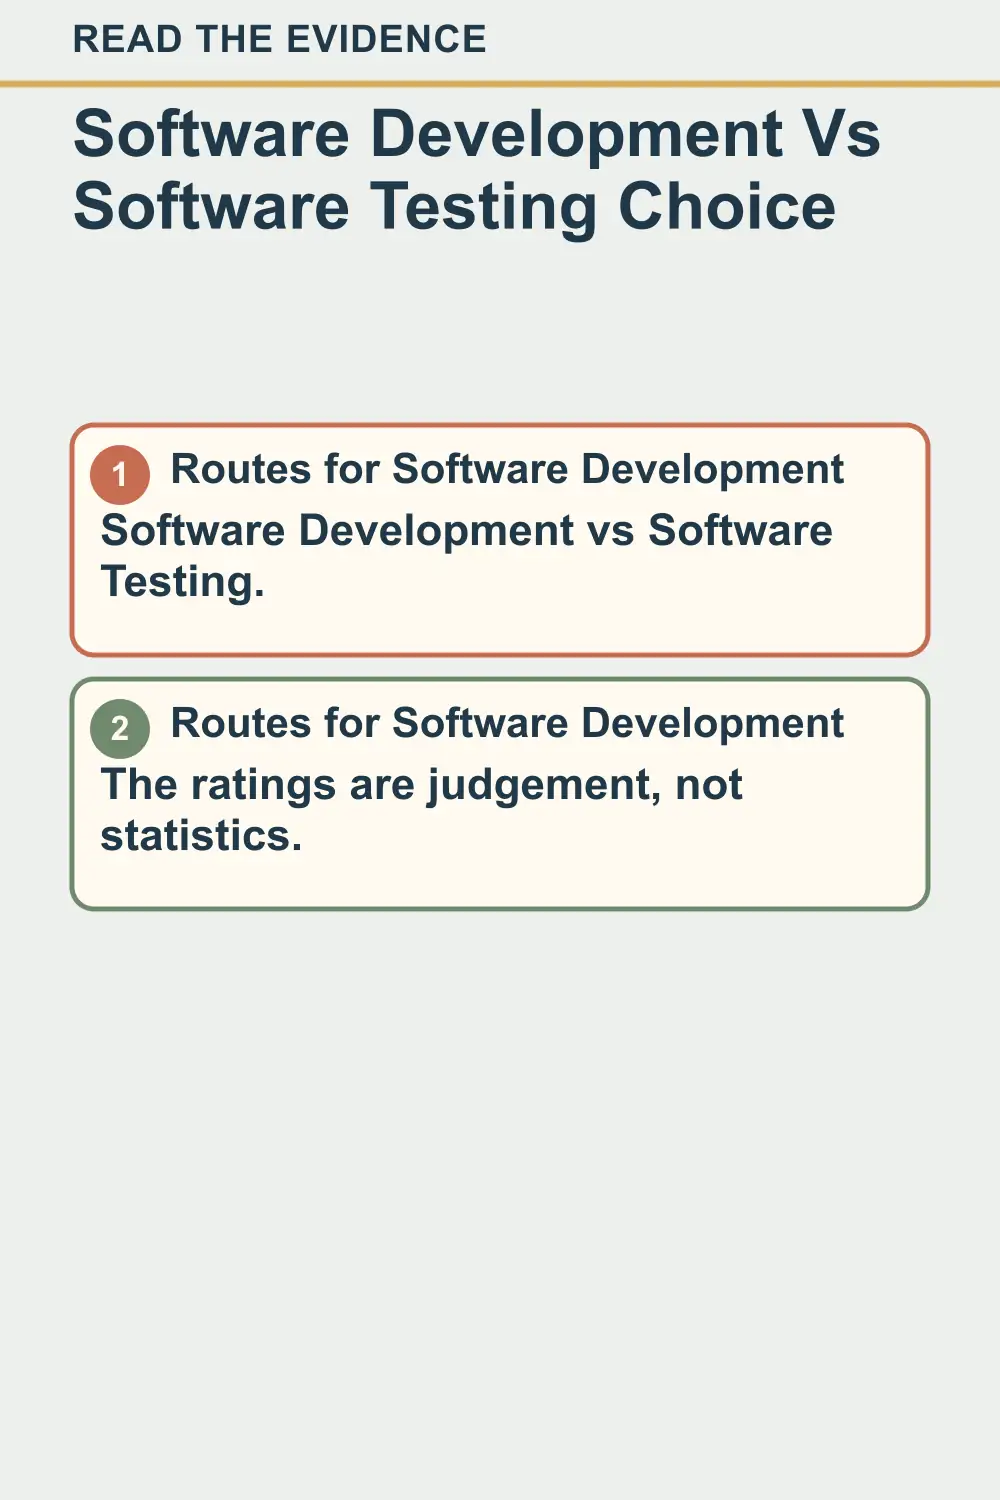 READ THE EVIDENCE
Software Development Vs
Software Testing Choice
1 Routes for Software Development
Software Development vs Software
Testing.
2 Routes for Software Development
The ratings are judgement, not
statistics.